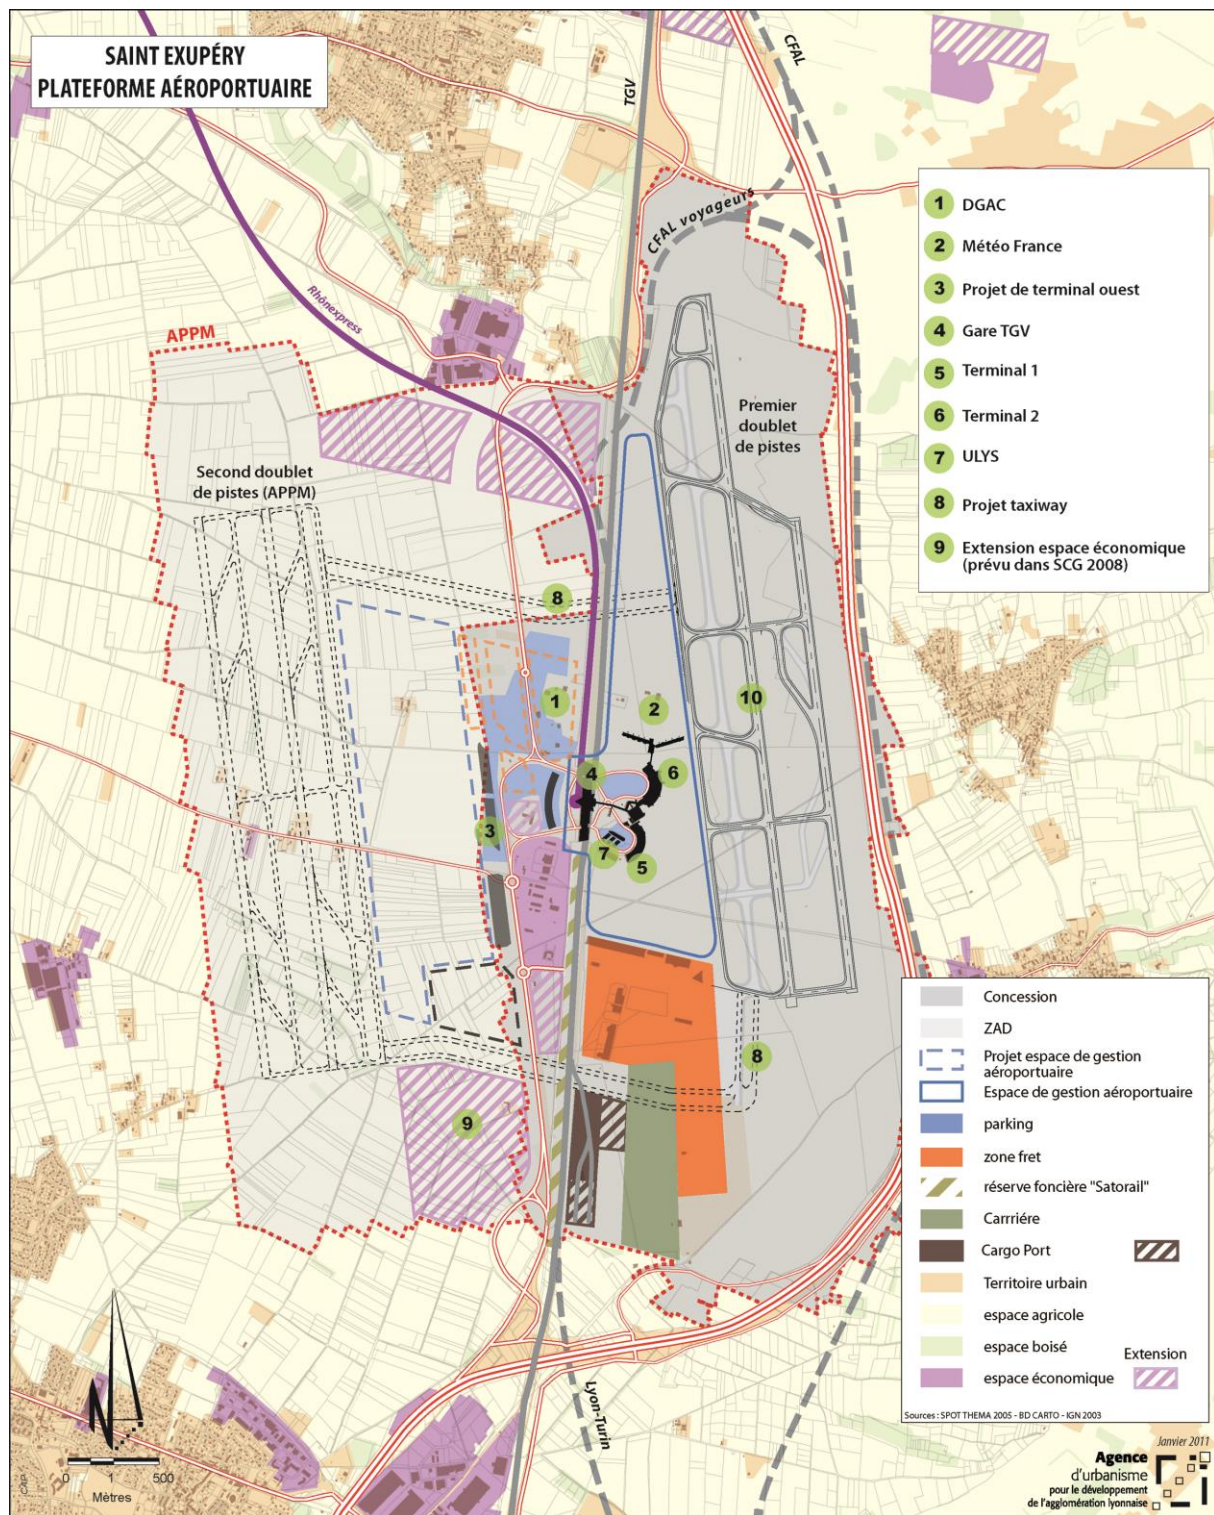 SAINT EXUPÉRY
PLATEFORME AÉROPORTUAIRE
TGV
CFAL
CFAL voyageurs
Rhônexpress
APPM
1 DGAC
2 Météo France
3 Projet de terminal ouest
4 Gare TGV
5 Terminal 1
6 Terminal 2
7 ULYS
8 Projet taxiway
9 Extension espace économique
(prévu dans SCG 2008)
Premier
doublet
de pistes
Second doublet
de pistes (APPM)
8
1
2
10
4
6
3
7
5
8
9
Concession
ZAD
Projet espace de gestion
aéroportuaire
Espace de gestion aéroportuaire
parking
zone fret
réserve foncière "Satorail"
Carrriére
Cargo Port
Territoire urbain
espace agricole
espace boisé
Extension
espace économique
Sources : SPOT THEMA 2005 - BD CARTO - IGN 2003
Lyon-Turin
N
0 1 500
Mètres
CAP
Janvier 2011
Agence
d'urbanisme
pour le développement
de l'agglomération lyonnaise